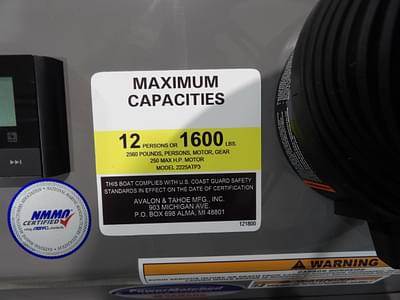 MAXIMUM
CAPACITIES
12 PERSONS OR 1600 LBS.
2560 POUNDS, PERSONS, MOTOR, GEAR
250 MAX H.P. MOTOR
MODEL 2225ATP3
THIS BOAT COMPLIES WITH U.S. COAST GUARD SAFETY
STANDARDS IN EFFECT ON THE DATE OF CERTIFICATION
AVALON & TAHOE MFG., INC.
903 MICHIGAN AVE.
P.O. BOX 698 ALMA, MI 48801
121800
NMMA
CERTIFIED
WARNING